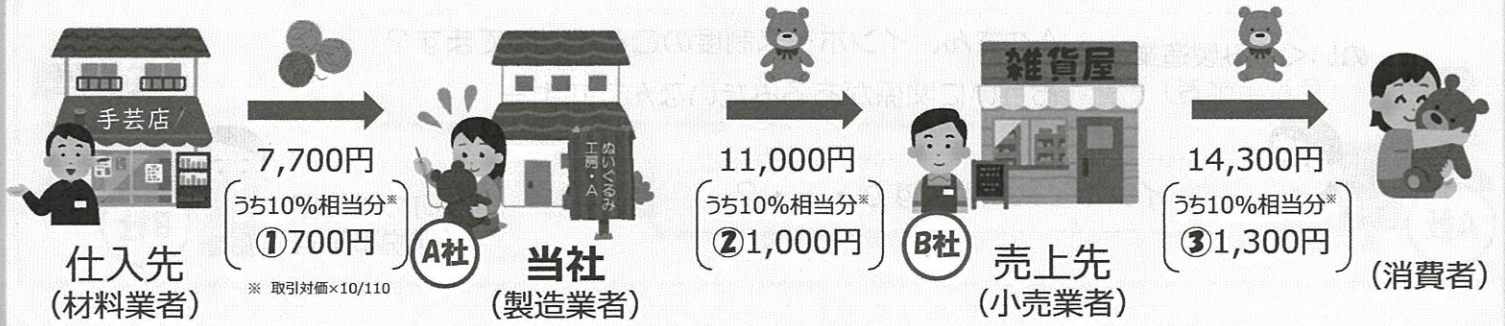 手芸店
7,700円
うち10%相当分※
①700円
※ 取引対価×10/110
仕入先
(材料業者)
ぬいぐるみ
工房・A
A社
当社
(製造業者)
11,000円
うち10%相当分※
②1,000円
雑貨屋
B社
売上先
(小売業者)
14,300円
うち10%相当分※
③1,300円
(消費者)